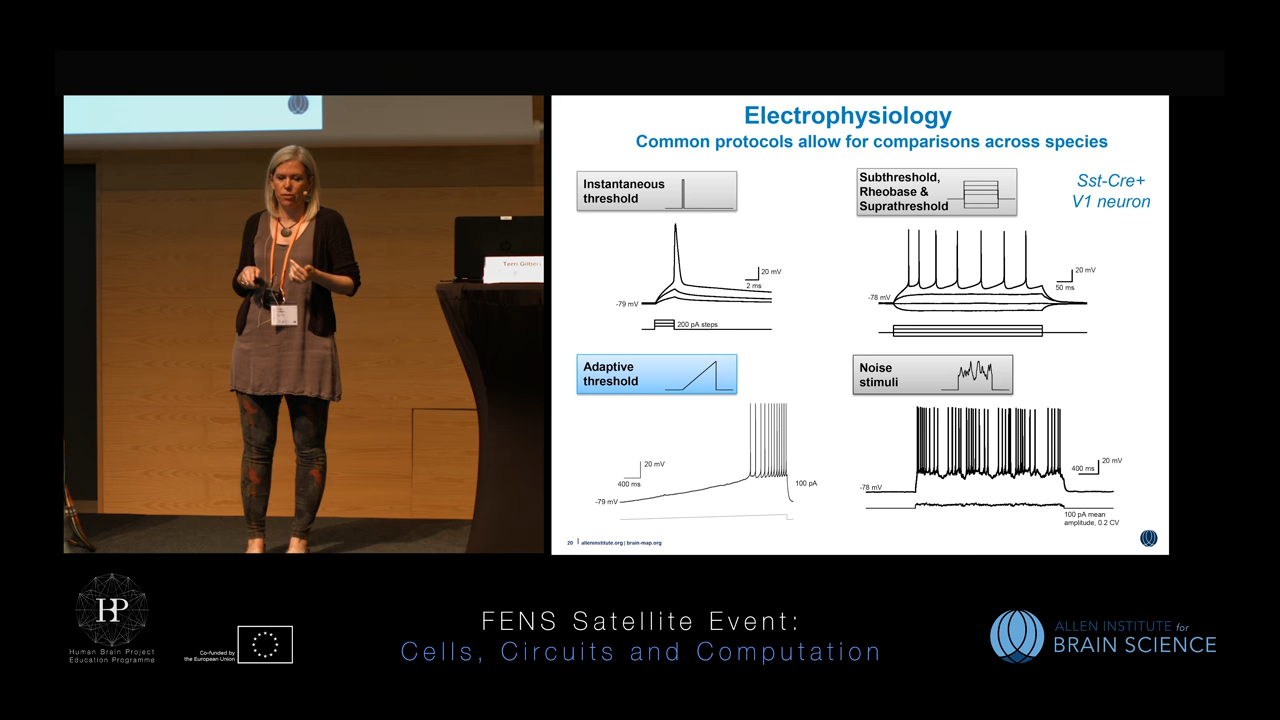 Electrophysiology
Common protocols allow for comparisons across species
Instantaneous
threshold
Subthreshold,
Rheobase &
Suprathreshold
Sst-Cre+
V1 neuron
20 mV
2 ms
-79 mV
200 pA steps
20 mV
50 ms
-78 mV
Adaptive
threshold
Noise
stimuli
20 mV
400 ms
100 pA
-79 mV
20 mV
400 ms
-78 mV
100 pA mean
amplitude, 0.2 CV
20 | alleninstitute.org | brain-map.org
Terri Gilbert
HBP
Human Brain Project
Education Programme
Co-funded by
the European Union
FENS Satellite Event:
Cells, Circuits and Computation
ALLEN INSTITUTE for
BRAIN SCIENCE